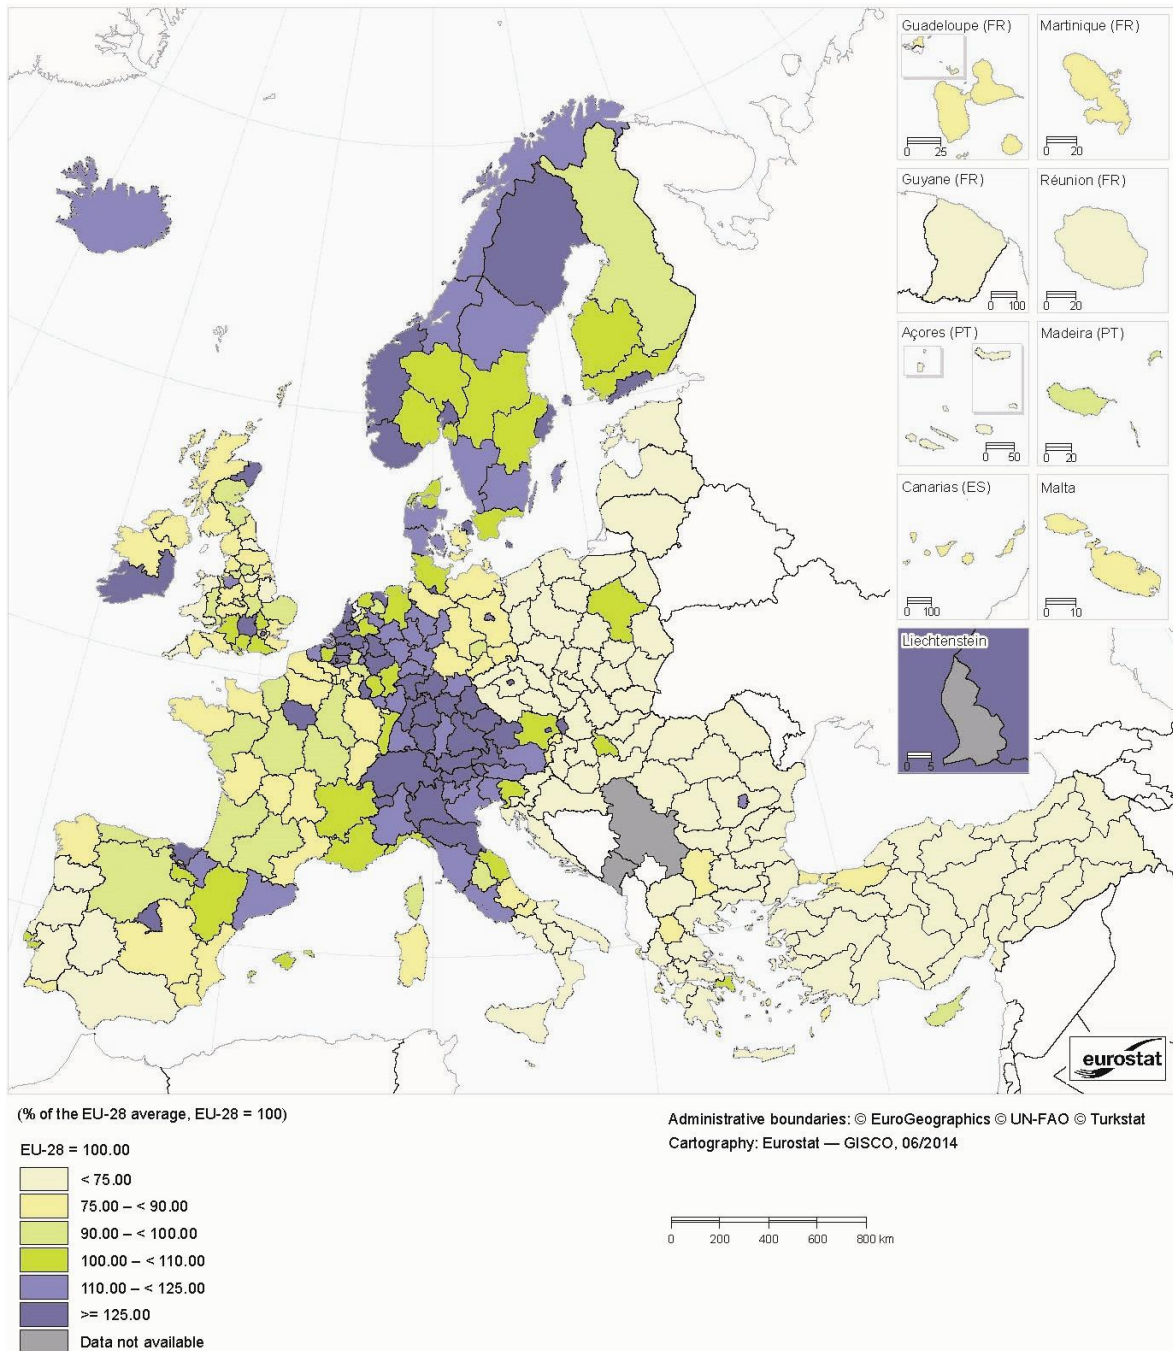 Guadeloupe (FR)
0 25
Martinique (FR)
0 20
Guyane (FR)
0 100
Réunion (FR)
0 20
Açores (PT)
0 50
Madeira (PT)
0 20
Canarias (ES)
0 100
Malta
0 10
Liechtenstein
0 5
eurostat
(% of the EU-28 average, EU-28 = 100)
EU-28 = 100.00
< 75.00
75.00 – < 90.00
90.00 – < 100.00
100.00 – < 110.00
110.00 – < 125.00
>= 125.00
Data not available
Administrative boundaries: © EuroGeographics © UN-FAO © Turkstat
Cartography: Eurostat — GISCO, 06/2014
0 200 400 600 800 km